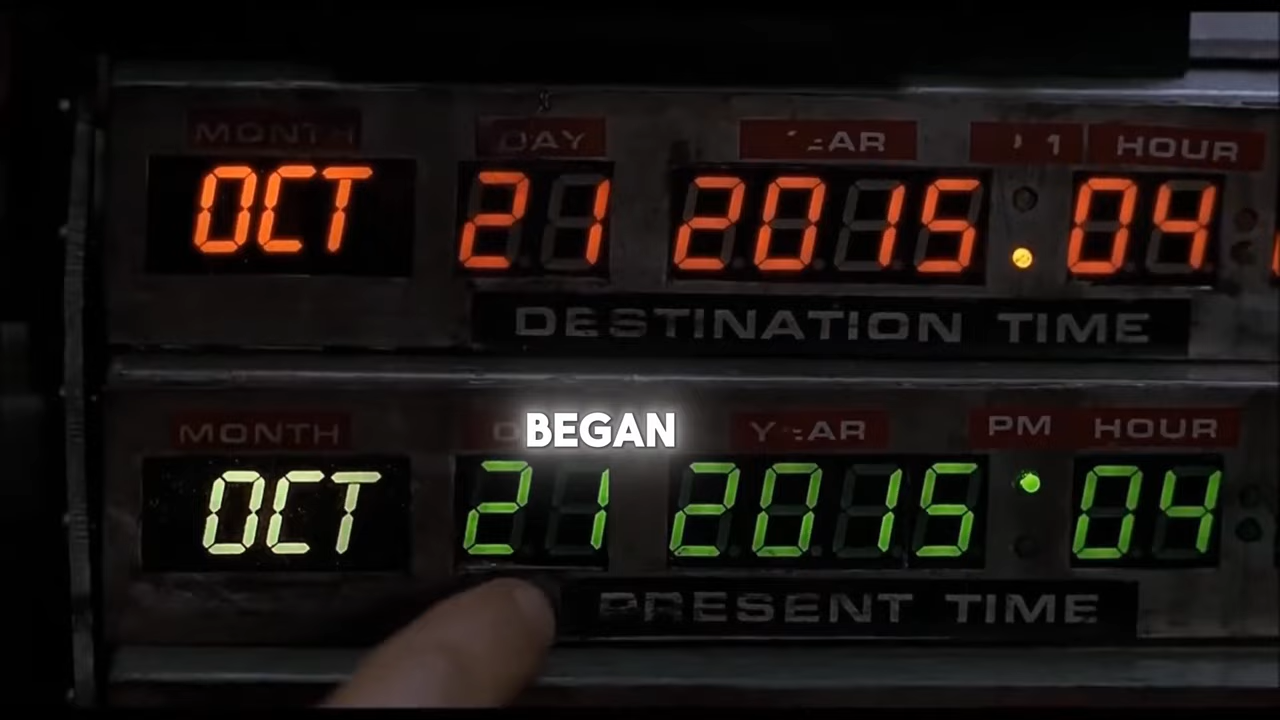 MONTH DAY HOUR
OCT 21 2015 04
DESTINATION TIME
BEGAN
MONTH YEAR PM HOUR
OCT 21 2015 04
PRESENT TIME